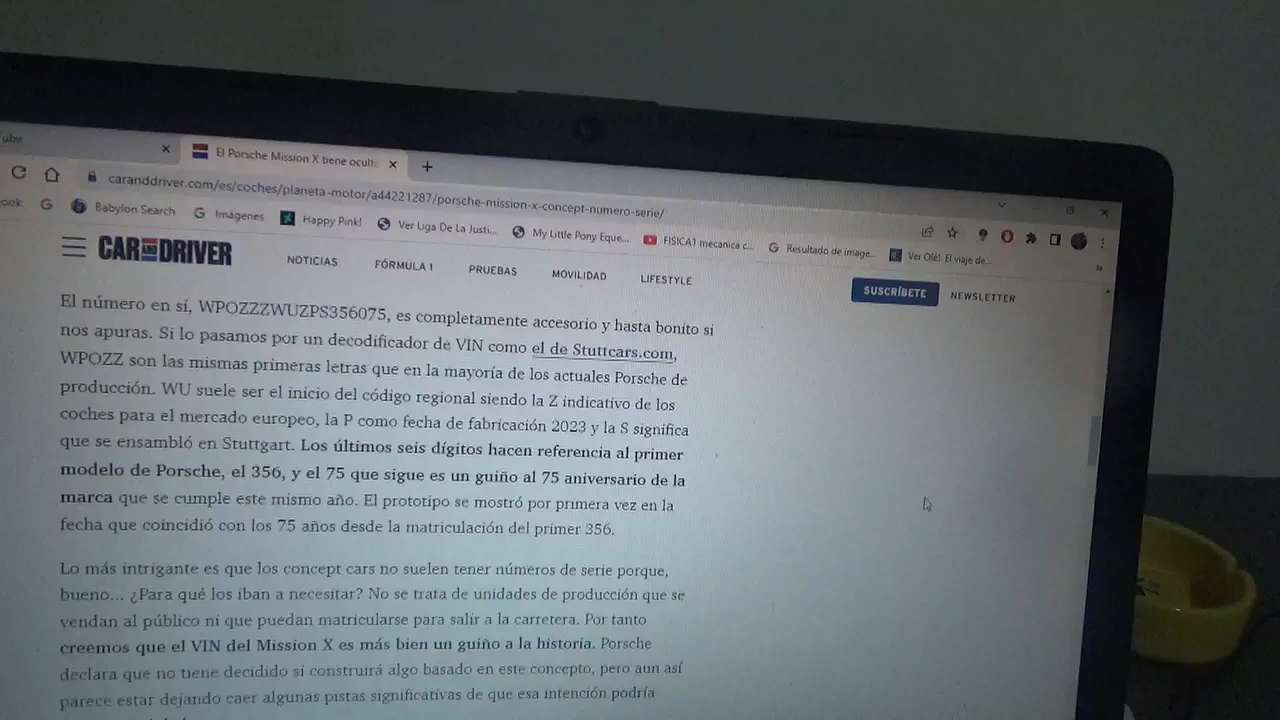 ube
El Porsche Mission X tiene oculto
caranddriver.com/es/coches/planeta-motor/a44221287/porsche-mission-x-concept-numero-serie/
ook Babylon Search Imágenes Happy Pink! Ver Liga De La Justi... My Little Pony Eque... FISICA1 mecanica c... Resultado de image... Ver Olé! El viaje de...
CAR AND DRIVER NOTICIAS FÓRMULA 1 PRUEBAS MOVILIDAD LIFESTYLE SUSCRÍBETE NEWSLETTER
El número en sí, WPOZZZWUZPS356075, es completamente accesorio y hasta bonito si
nos apuras. Si lo pasamos por un decodificador de VIN como el de Stuttcars.com,
WPOZZ son las mismas primeras letras que en la mayoría de los actuales Porsche de
producción. WU suele ser el inicio del código regional siendo la Z indicativo de los
coches para el mercado europeo, la P como fecha de fabricación 2023 y la S significa
que se ensambló en Stuttgart. Los últimos seis dígitos hacen referencia al primer
modelo de Porsche, el 356, y el 75 que sigue es un guiño al 75 aniversario de la
marca que se cumple este mismo año. El prototipo se mostró por primera vez en la
fecha que coincidió con los 75 años desde la matriculación del primer 356.
Lo más intrigante es que los concept cars no suelen tener números de serie porque,
bueno... ¿Para qué los iban a necesitar? No se trata de unidades de producción que se
vendan al público ni que puedan matricularse para salir a la carretera. Por tanto
creemos que el VIN del Mission X es más bien un guiño a la historia. Porsche
declara que no tiene decidido si construirá algo basado en este concepto, pero aun así
parece estar dejando caer algunas pistas significativas de que esa intención podría